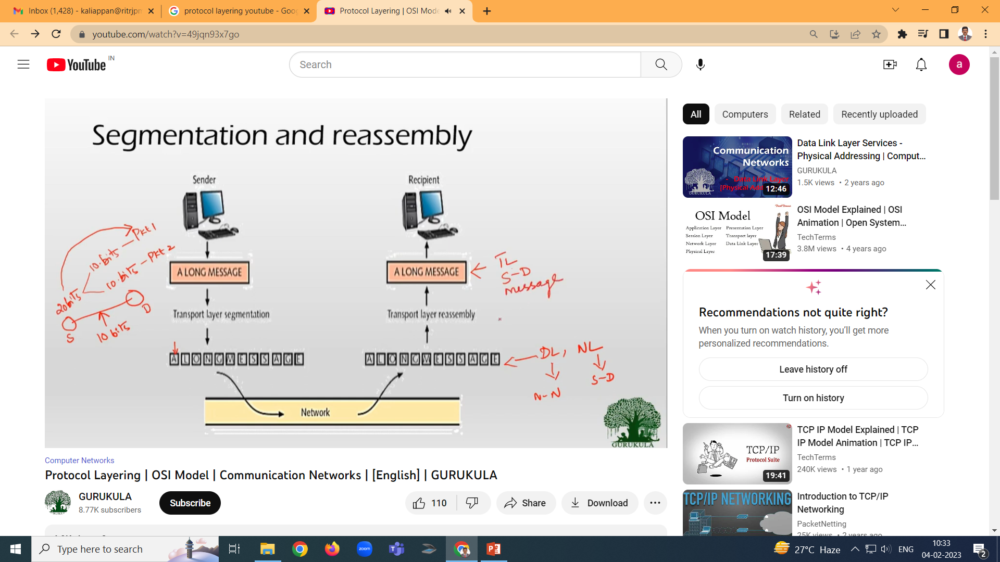 Inbox (1,428) - kaliappan@ritrjpm
protocol layering youtube - Goog
Protocol Layering | OSI Mode
youtube.com/watch?v=49jqn93x7go
YouTube IN
Search
a
Segmentation and reassembly
Sender
Recipient
Pkt 1
10 bits
10 bits - Pkt 2
20 bits
D
S
10 bits
A LONG MESSAGE
A LONG MESSAGE
TL
S-D
message
Transport layer segmentation
Transport layer reassembly
A L O N G M E S S A G E
A L O N G M E S S A G E
DL, NL
N-N
S-D
Network
GURUKULA
Computer Networks
Protocol Layering | OSI Model | Communication Networks | [English] | GURUKULA
GURUKULA
8.77K subscribers
Subscribe
110
Share
Download
All
Computers
Related
Recently uploaded
Communication
Networks
- Data Link Layer
[Physical Add
GURUKULA
12:46
Data Link Layer Services -
Physical Addressing | Comput...
GURUKULA
1.5K views • 2 years ago
TechTerms
OSI Model
Application Layer Presentation Layer
Session Layer Transport layer
Network Layer Data Link Layer
Physical Layer
17:39
OSI Model Explained | OSI
Animation | Open System...
TechTerms
3.8M views • 4 years ago
Recommendations not quite right?
When you turn on watch history, you'll get more
personalized recommendations.
Leave history off
Turn on history
TCP/IP
Protocol Suite
19:41
TCP IP Model Explained | TCP
IP Model Animation | TCP IP...
TechTerms
240K views • 1 year ago
TCP/IP NETWORKING
Introduction to TCP/IP
Networking
PacketNetting
25K views • 2 years ago
Type here to search
zoom
27°C Haze
ENG
10:33
04-02-2023
2